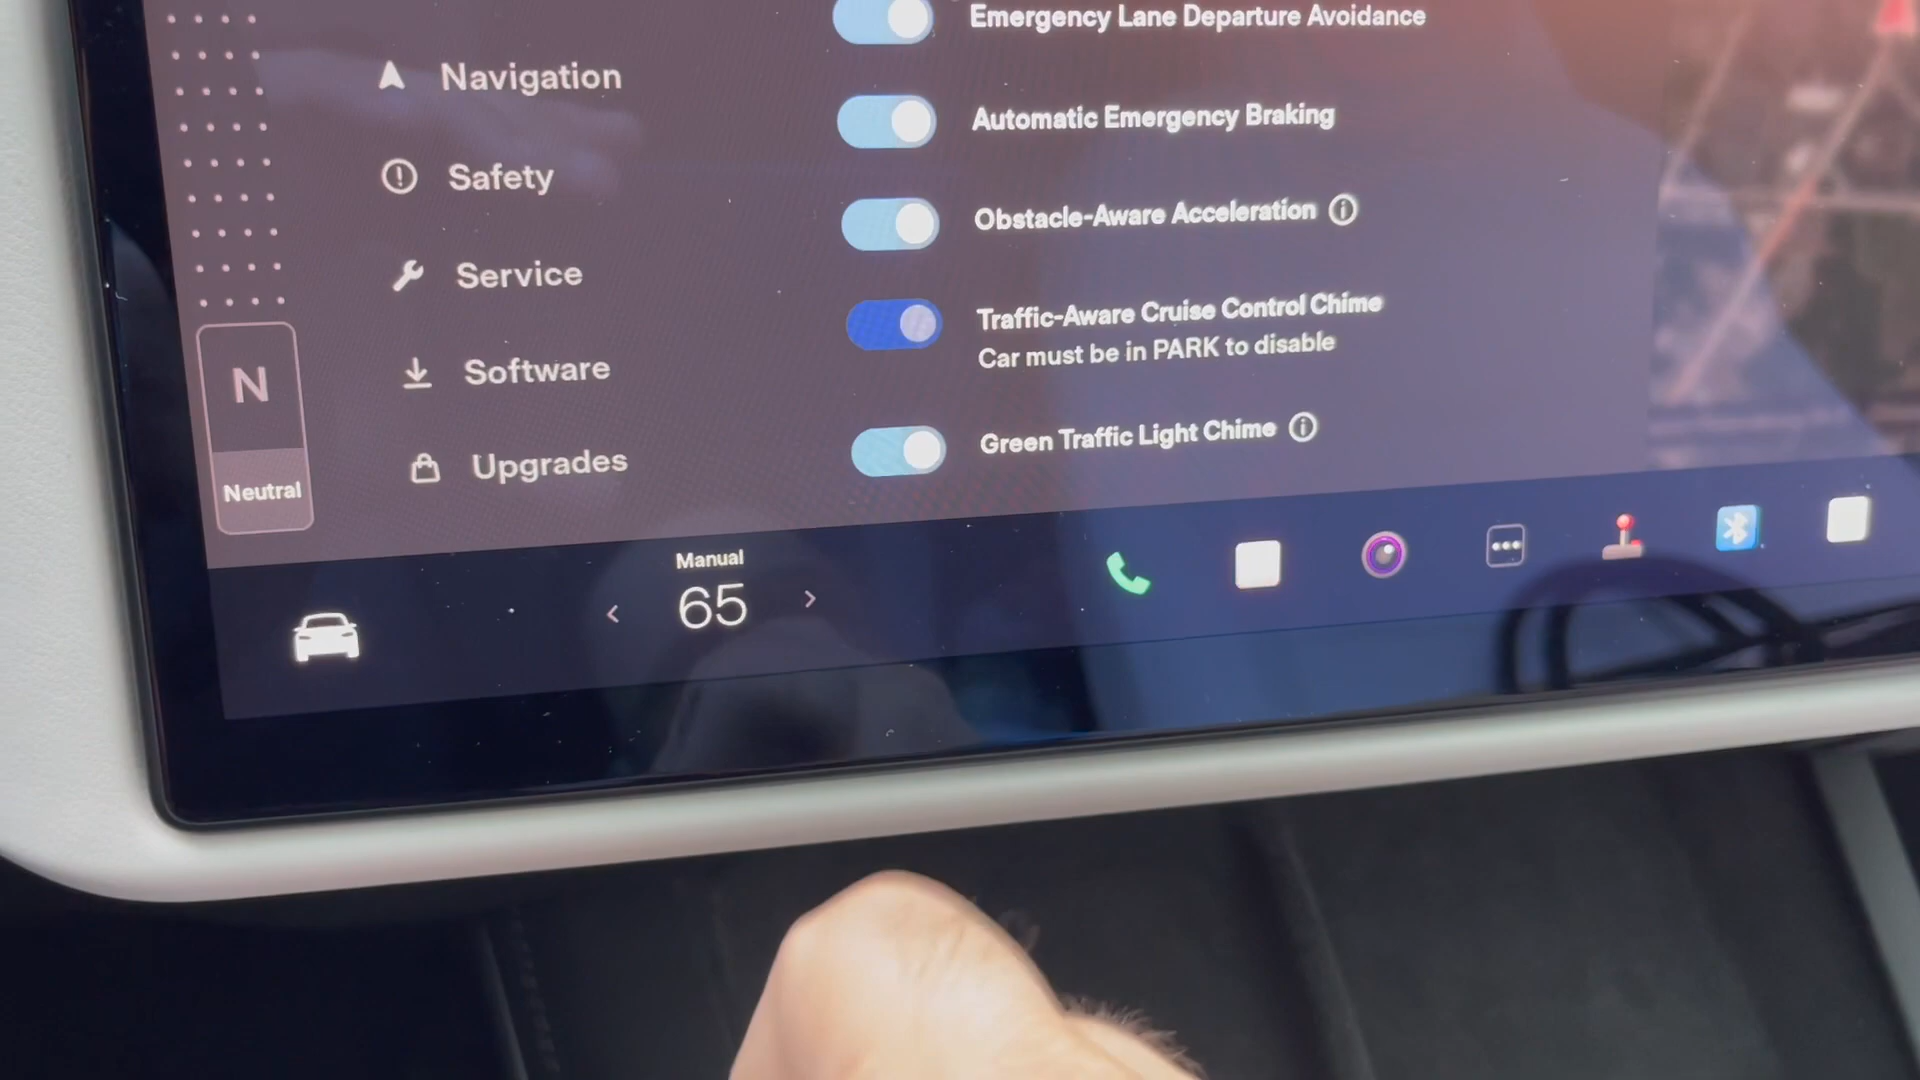 Navigation
Safety
Service
Software
Upgrades
N
Neutral
Emergency Lane Departure Avoidance
Automatic Emergency Braking
Obstacle-Aware Acceleration
Traffic-Aware Cruise Control Chime
Car must be in PARK to disable
Green Traffic Light Chime
Manual
65